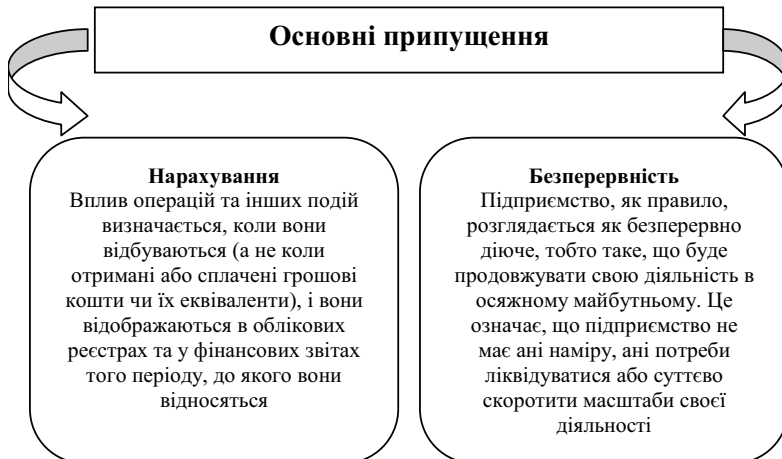 Основні припущення
Нарахування
Вплив операцій та інших подій
визначається, коли вони
відбуваються (а не коли
отримані або сплачені грошові
кошти чи їх еквіваленти), і вони
відображаються в облікових
реєстрах та у фінансових звітах
того періоду, до якого вони
відносяться
Безперервність
Підприємство, як правило,
розглядається як безперервно
діюче, тобто таке, що буде
продовжувати свою діяльність в
осяжному майбутньому. Це
означає, що підприємство не
має ані наміру, ані потреби
ліквідуватися або суттєво
скоротити масштаби своєї
діяльності